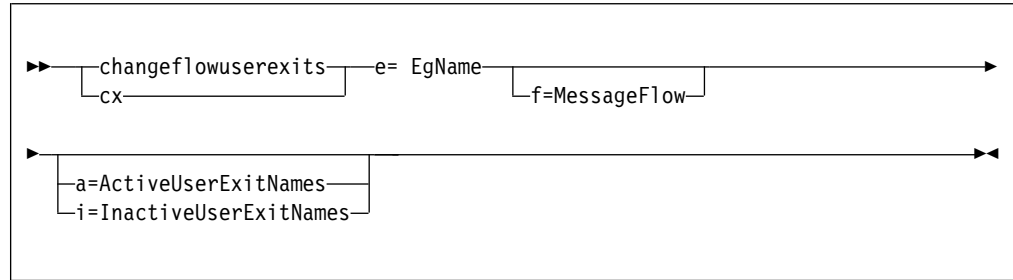 changeflowuserexits e= EgName
cx f=MessageFlow
a=ActiveUserExitNames
i=InactiveUserExitNames